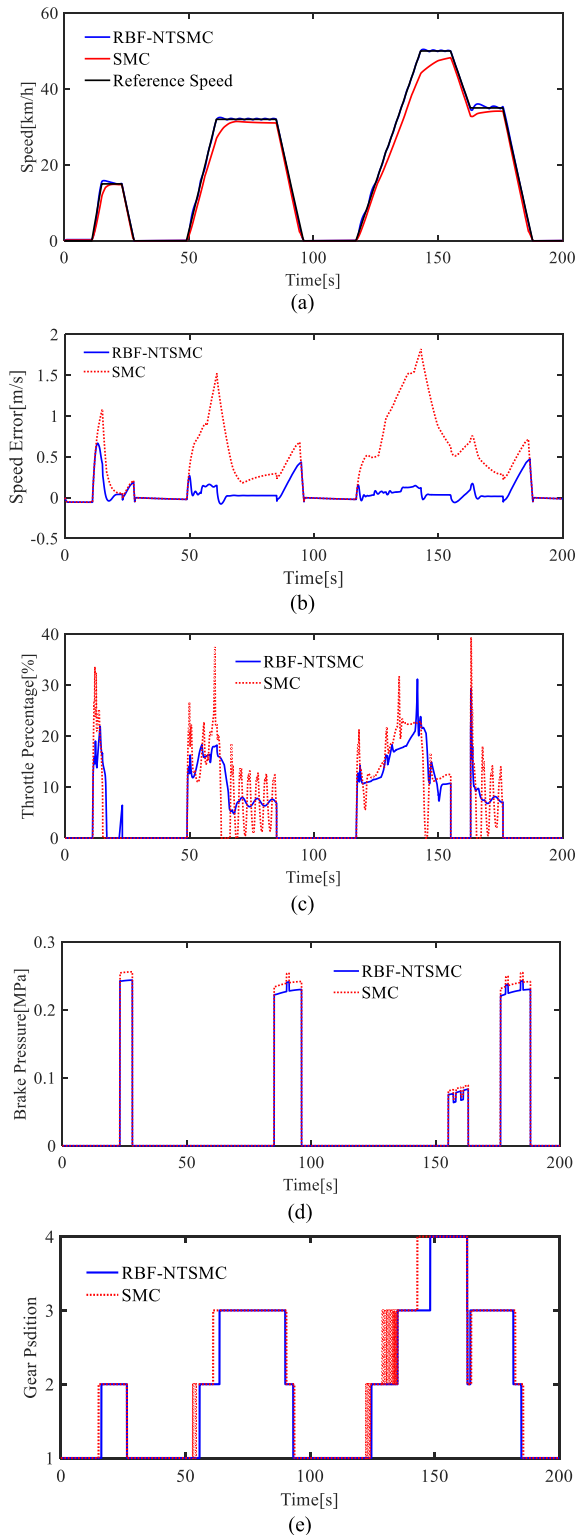 60
40
20
0
Speed[km/h]
RBF-NTSMC
SMC
Reference Speed
0 50 100 150 200
Time[s]
(a)
2
1.5
1
0.5
0
-0.5
Speed Error[m/s]
RBF-NTSMC
SMC
0 50 100 150 200
Time[s]
(b)
40
30
20
10
0
Throttle Percentage[%]
RBF-NTSMC
SMC
0 50 100 150 200
Time[s]
(c)
0.3
0.2
0.1
0
Brake Pressure[MPa]
RBF-NTSMC
SMC
0 50 100 150 200
Time[s]
(d)
4
3
2
1
Gear Psdition
RBF-NTSMC
SMC
0 50 100 150 200
Time[s]
(e)